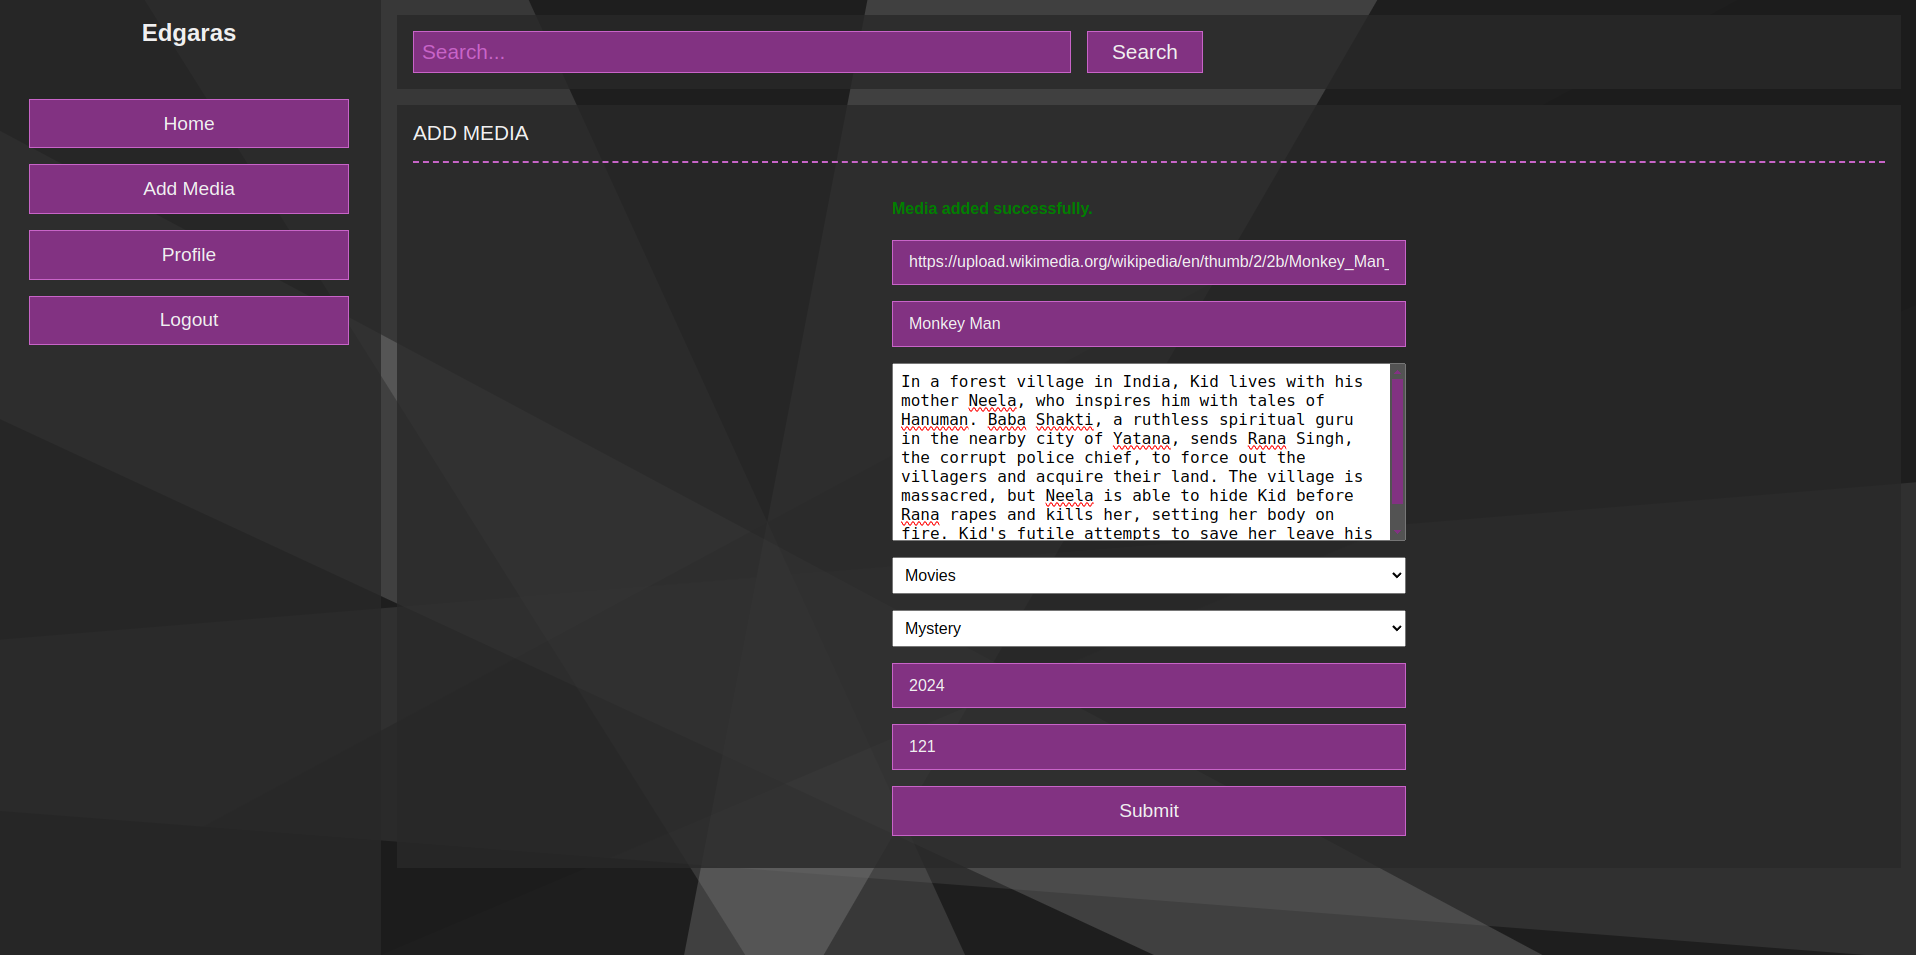 Edgaras
Home
Add Media
Profile
Logout
Search...
Search
ADD MEDIA
Media added successfully.
https://upload.wikimedia.org/wikipedia/en/thumb/2/2b/Monkey_Man_
Monkey Man
In a forest village in India, Kid lives with his
mother Neela, who inspires him with tales of
Hanuman. Baba Shakti, a ruthless spiritual guru
in the nearby city of Yatana, sends Rana Singh,
the corrupt police chief, to force out the
villagers and acquire their land. The village is
massacred, but Neela is able to hide Kid before
Rana rapes and kills her, setting her body on
fire. Kid's futile attempts to save her leave his
Movies
Mystery
2024
121
Submit